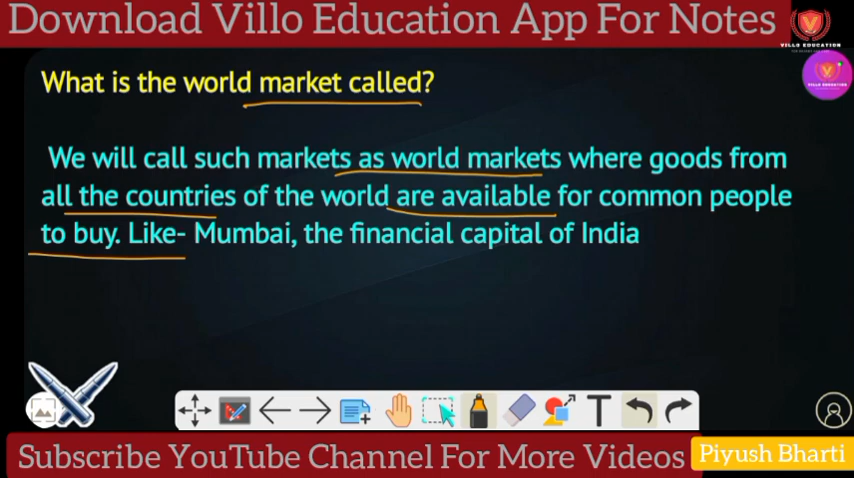 Download Villo Education App For Notes
VILLO EDUCATION
What is the world market called?
We will call such markets as world markets where goods from
all the countries of the world are available for common people
to buy. Like- Mumbai, the financial capital of India
T
Subscribe YouTube Channel For More Videos
Piyush Bharti